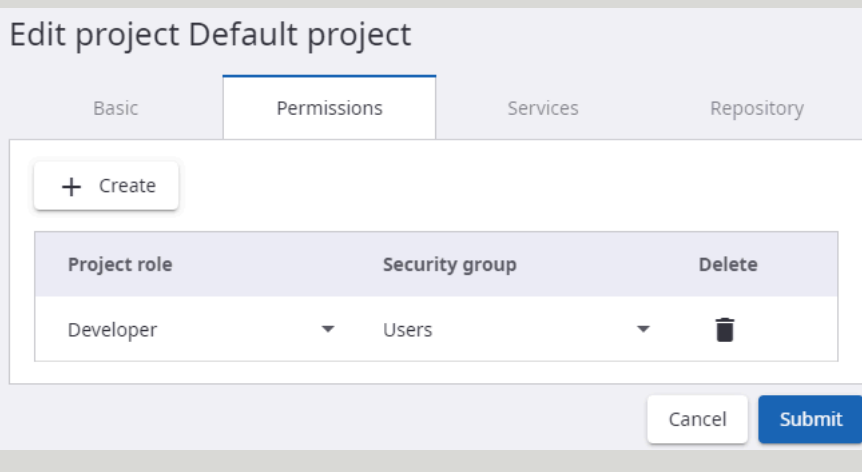 Edit project Default project
Basic Permissions Services Repository
+ Create
Project role Security group Delete
Developer Users
Cancel Submit